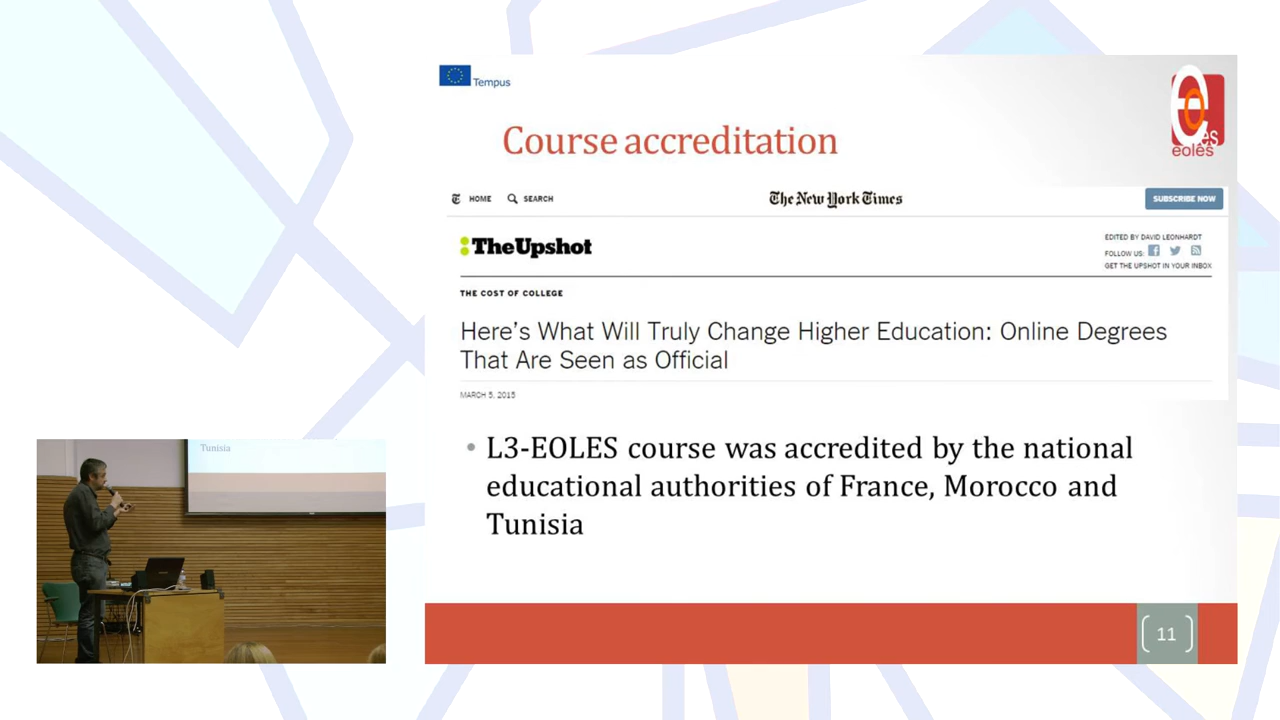 Tempus
es
eolès
Course accreditation
HOME
SEARCH
The New York Times
SUBSCRIBE NOW
TheUpshot
EDITED BY DAVID LEONHARDT
FOLLOW US:
GET THE UPSHOT IN YOUR INBOX
THE COST OF COLLEGE
Here's What Will Truly Change Higher Education: Online Degrees
That Are Seen as Official
MARCH 5, 2015
• L3-EOLES course was accredited by the national
educational authorities of France, Morocco and
Tunisia
Tunisia
11